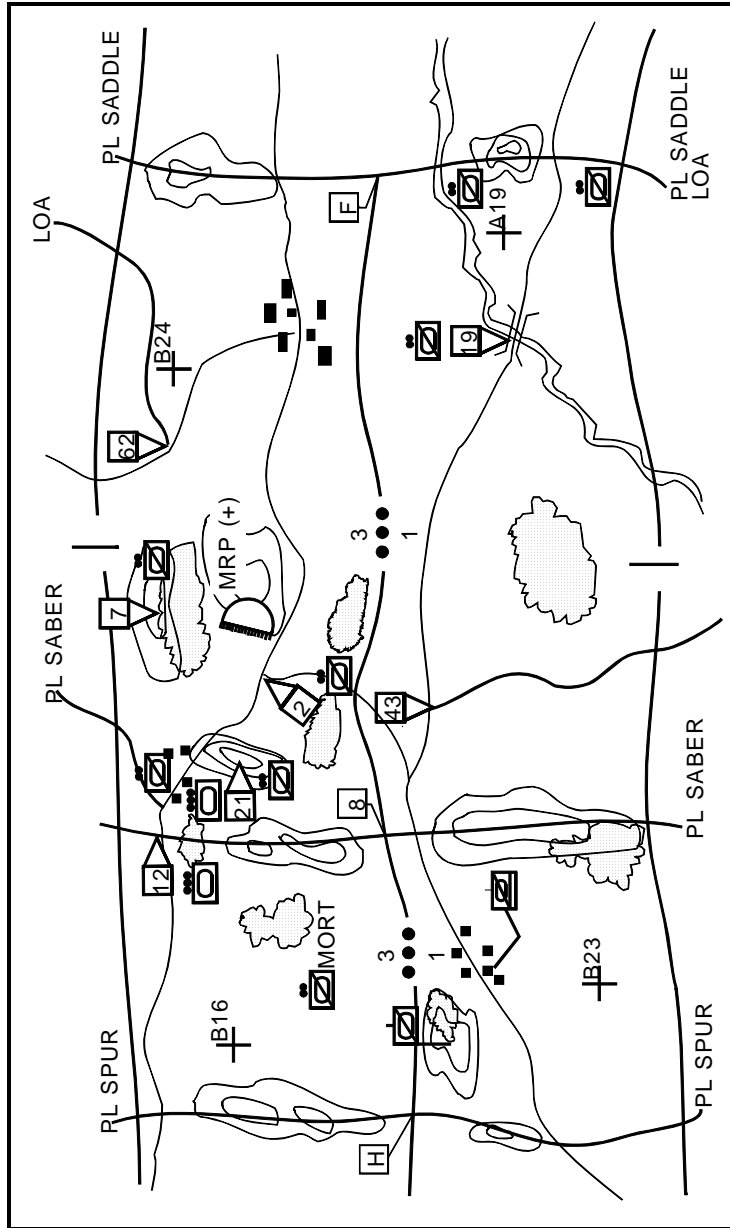 LOA
PL SABER
PL SPUR
PL SADDLE
7
62
12
B24
B16
MRP (+)
21
2
MORT
F
8
3
H
3
43
1
1
19
A19
B23
PL SPUR
PL SABER
PL SADDLE
LOA